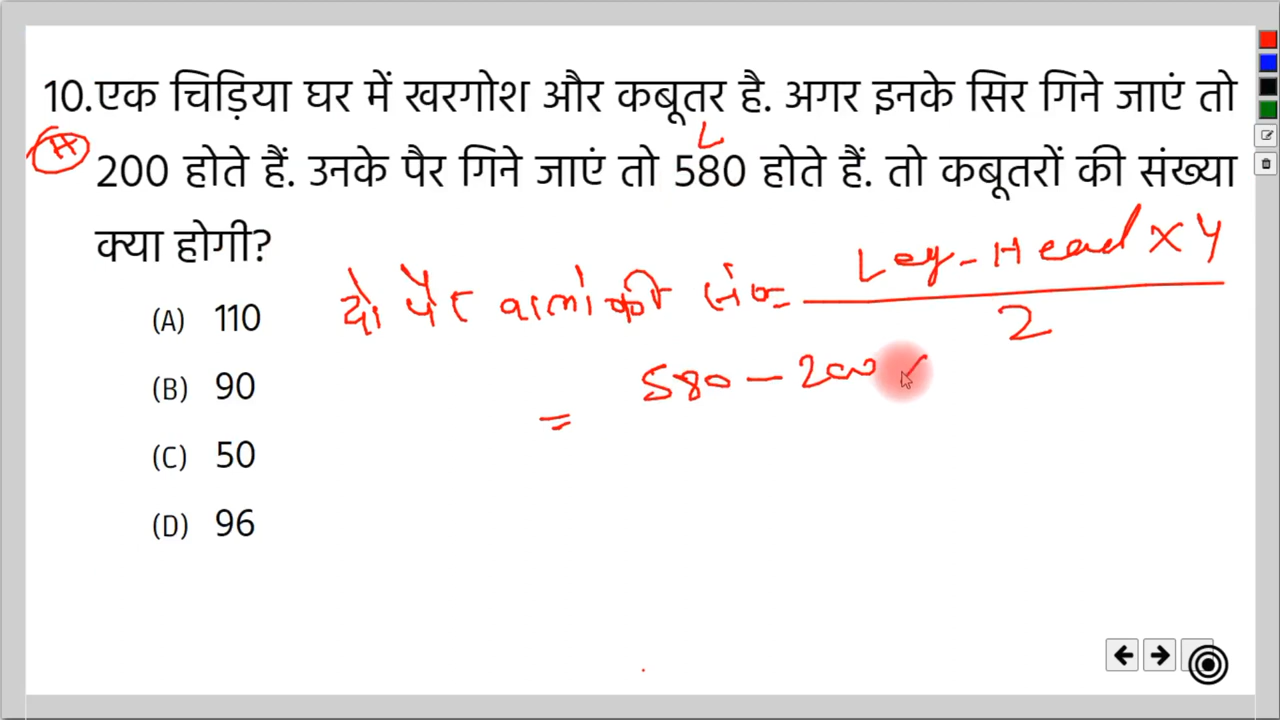 10.एक चिड़िया घर में खरगोश और कबूतर है. अगर इनके सिर गिने जाएं तो
H
L
200 होते हैं. उनके पैर गिने जाएं तो 580 होते हैं. तो कबूतरों की संख्या
क्या होगी?
Leg - Head × 4
दो पैर वालों की सं॰ =
2
(A) 110
580 - 200
=
(B) 90
(C) 50
(D) 96